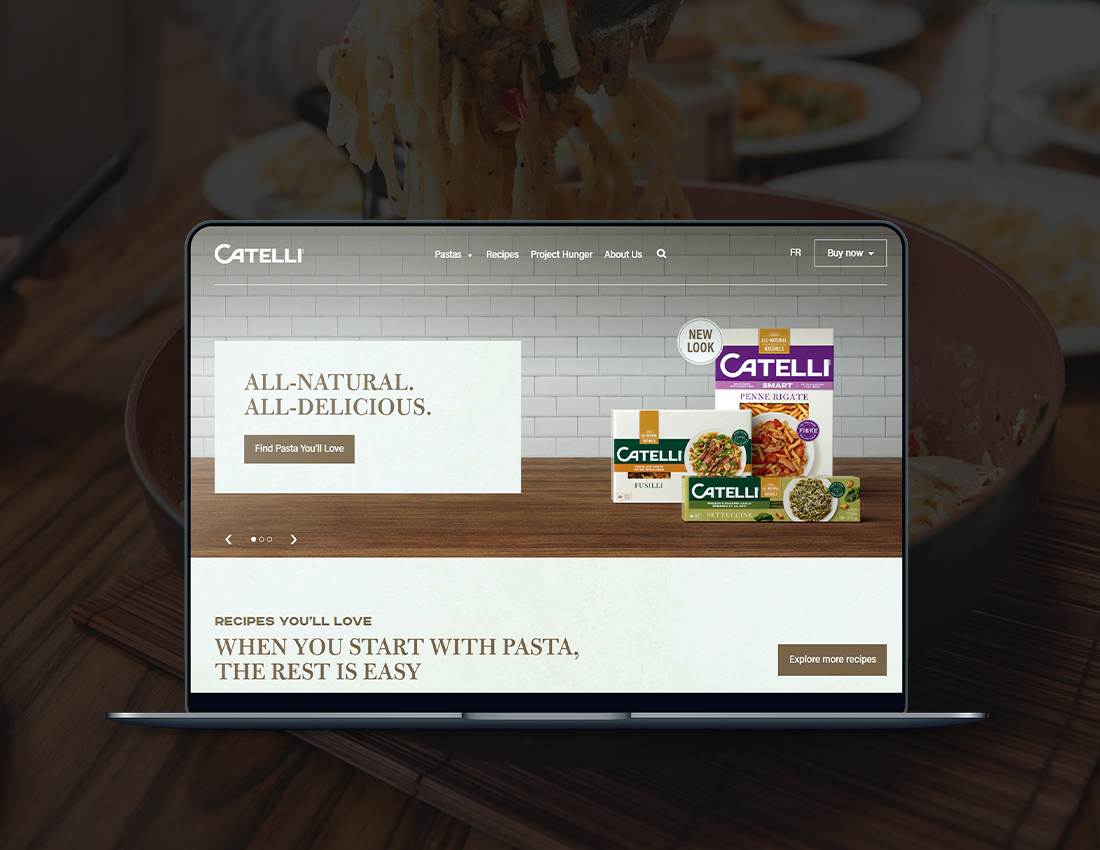 CATELLI
Pastas Recipes Project Hunger About Us
FR
Buy now
ALL-NATURAL.
ALL-DELICIOUS.
Find Pasta You'll Love
NEW
LOOK
ALL-NATURAL
NATURELS
CATELLI
SMART
PENNE RIGATE
FIBRE
CATELLI
FUSILLI
CATELLI
FETTUCCINE
RECIPES YOU'LL LOVE
WHEN YOU START WITH PASTA,
THE REST IS EASY
Explore more recipes